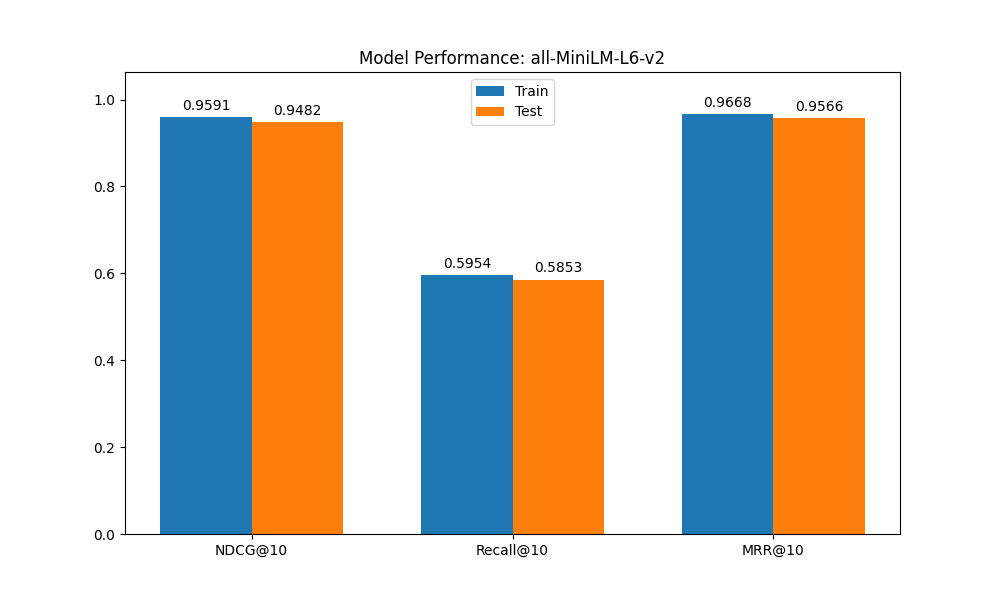 Model Performance: all-MiniLM-L6-v2
Train
Test
1.0
0.8
0.6
0.4
0.2
0.0
0.9591
0.9482
0.5954
0.5853
0.9668
0.9566
NDCG@10
Recall@10
MRR@10